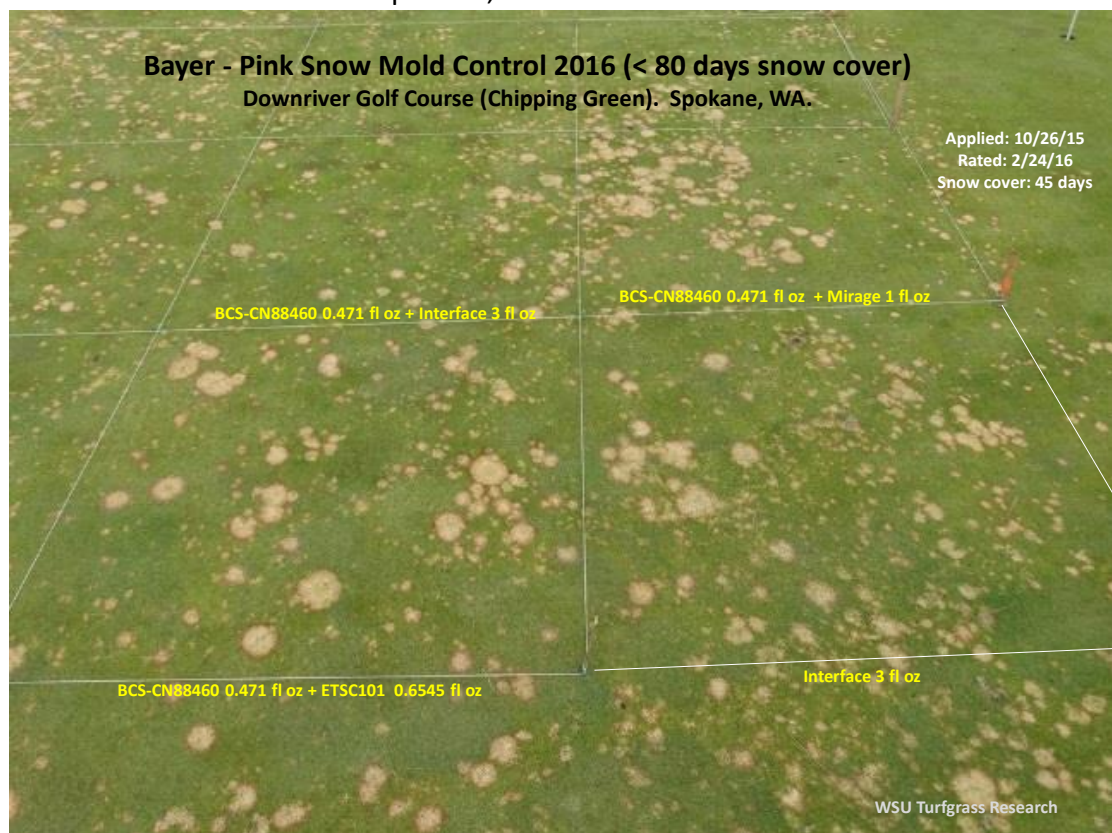 Bayer - Pink Snow Mold Control 2016 (< 80 days snow cover)
Downriver Golf Course (Chipping Green).  Spokane, WA.
Applied: 10/26/15
Rated: 2/24/16
Snow cover: 45 days
BCS-CN88460 0.471 fl oz  + Mirage 1 fl oz
BCS-CN88460 0.471 fl oz + Interface 3 fl oz
Interface 3 fl oz
BCS-CN88460 0.471 fl oz + ETSC101  0.6545 fl oz
WSU Turfgrass Research